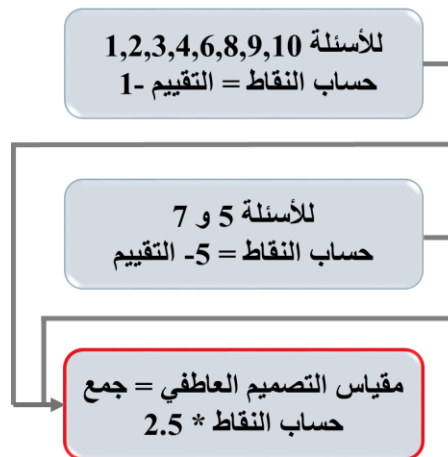 للأسئلة 1,2,3,4,6,8,9,10
حساب النقاط = التقييم -1
للأسئلة 5 و 7
حساب النقاط = 5- التقييم
مقياس التصميم العاطفي = جمع
حساب النقاط * 2.5